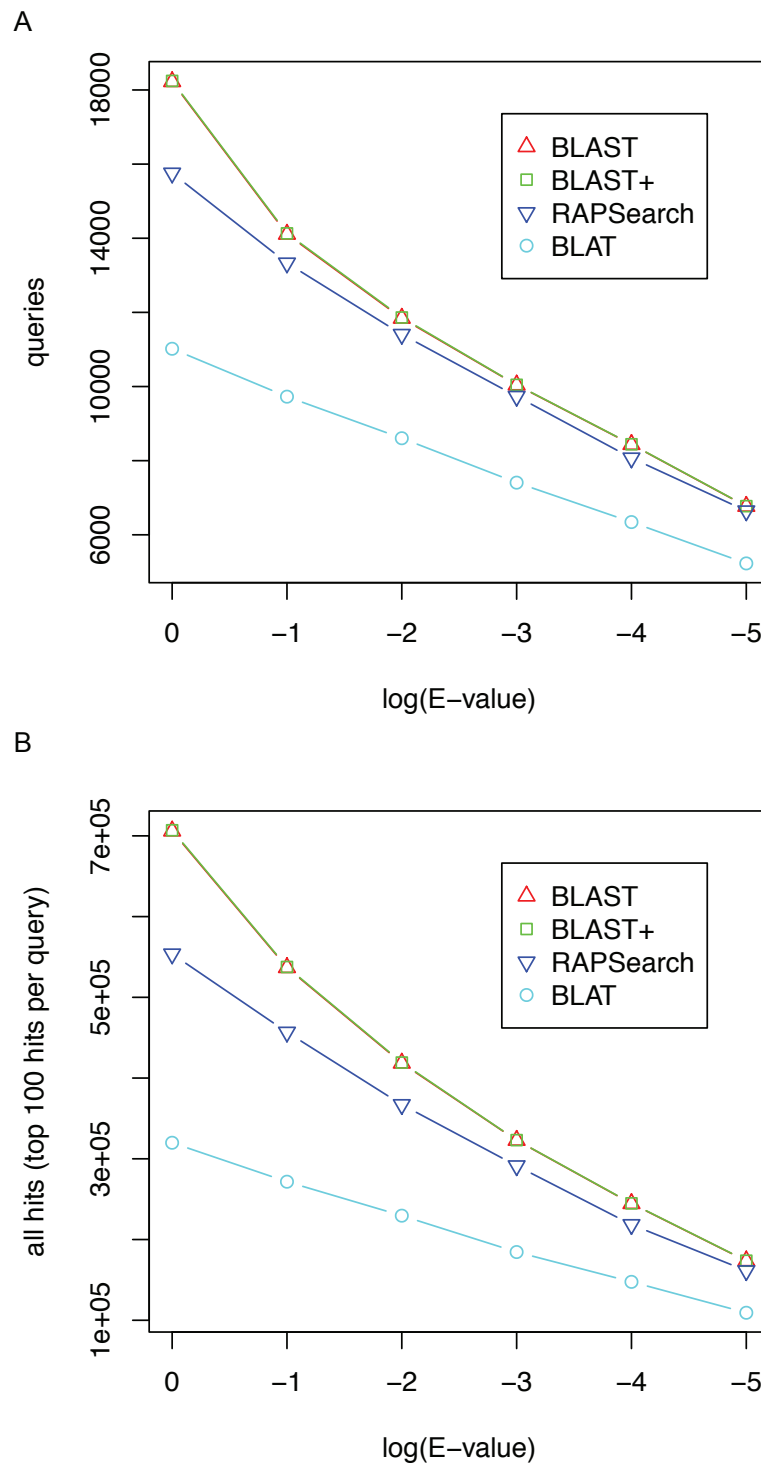 A
18000
14000
10000
6000
queries
BLAST
BLAST+
RAPSearch
BLAT
0 −1 −2 −3 −4 −5
log(E−value)
B
7e+05
5e+05
3e+05
1e+05
all hits (top 100 hits per query)
BLAST
BLAST+
RAPSearch
BLAT
0 −1 −2 −3 −4 −5
log(E−value)